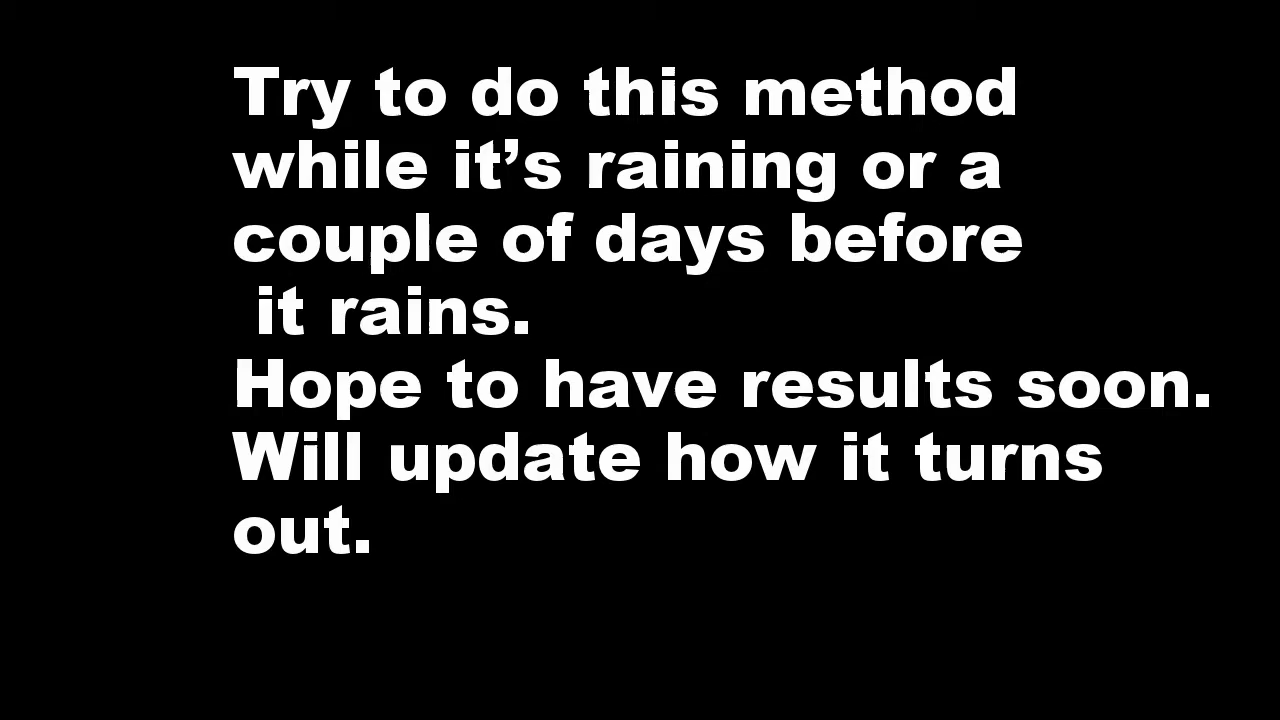 Try to do this method
while it’s raining or a
couple of days before
it rains.
Hope to have results soon.
Will update how it turns
out.